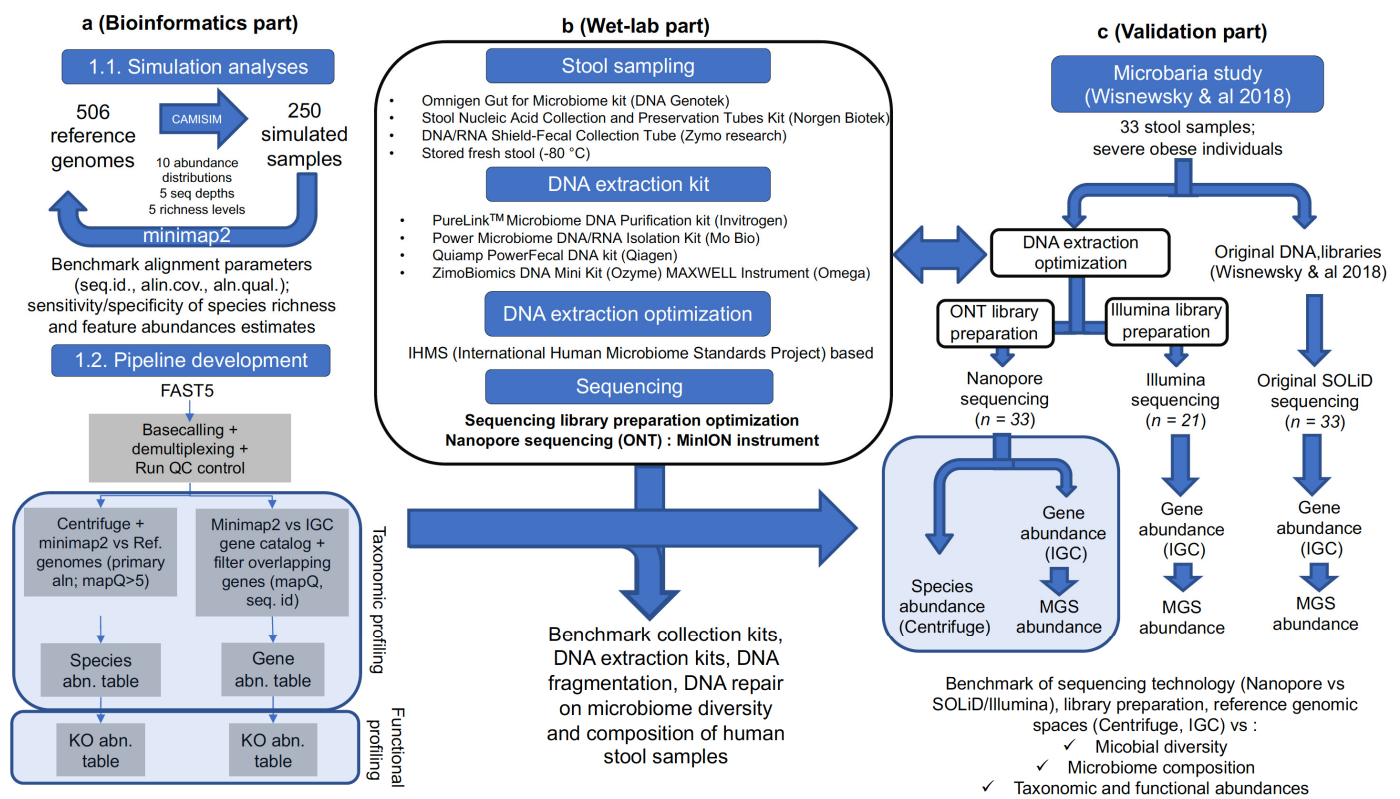 a (Bioinformatics part)
1.1. Simulation analyses
506
reference
genomes
CAMISIM
250
simulated
samples
10 abundance
distributions
5 seq depths
5 richness levels
minimap2
Benchmark alignment parameters
(seq.id., alin.cov., aln.qual.);
sensitivity/specificity of species richness
and feature abundances estimates
1.2. Pipeline development
FAST5
Basecalling +
demultiplexing +
Run QC control
Centrifuge +
minimap2 vs Ref.
genomes (primary
aln; mapQ>5)
Minimap2 vs IGC
gene catalog +
filter overlapping
genes (mapQ,
seq. id)
Species
abn. table
Gene
abn. table
Taxonomic profiling
KO abn.
table
KO abn.
table
Functional
profiling
b (Wet-lab part)
Stool sampling
• Omnigen Gut for Microbiome kit (DNA Genotek)
• Stool Nucleic Acid Collection and Preservation Tubes Kit (Norgen Biotek)
• DNA/RNA Shield-Fecal Collection Tube (Zymo research)
• Stored fresh stool (-80 °C)
DNA extraction kit
• PureLink™ Microbiome DNA Purification kit (Invitrogen)
• Power Microbiome DNA/RNA Isolation Kit (Mo Bio)
• Quiamp PowerFecal DNA kit (Qiagen)
• ZimoBiomics DNA Mini Kit (Ozyme) MAXWELL Instrument (Omega)
DNA extraction optimization
IHMS (International Human Microbiome Standards Project) based
Sequencing
Sequencing library preparation optimization
Nanopore sequencing (ONT) : MinION instrument
Benchmark collection kits,
DNA extraction kits, DNA
fragmentation, DNA repair
on microbiome diversity
and composition of human
stool samples
c (Validation part)
Microbaria study
(Wisnewsky & al 2018)
33 stool samples;
severe obese individuals
DNA extraction
optimization
Original DNA,libraries
(Wisnewsky & al 2018)
ONT library
preparation
Illumina library
preparation
Nanopore
sequencing
(n = 33)
Illumina
sequencing
(n = 21)
Original SOLiD
sequencing
(n = 33)
Species
abundance
(Centrifuge)
Gene
abundance
(IGC)
MGS
abundance
Gene
abundance
(IGC)
MGS
abundance
Gene
abundance
(IGC)
MGS
abundance
Benchmark of sequencing technology (Nanopore vs
SOLiD/Illumina), library preparation, reference genomic
spaces (Centrifuge, IGC) vs :
✓ Micobial diversity
✓ Microbiome composition
✓ Taxonomic and functional abundances